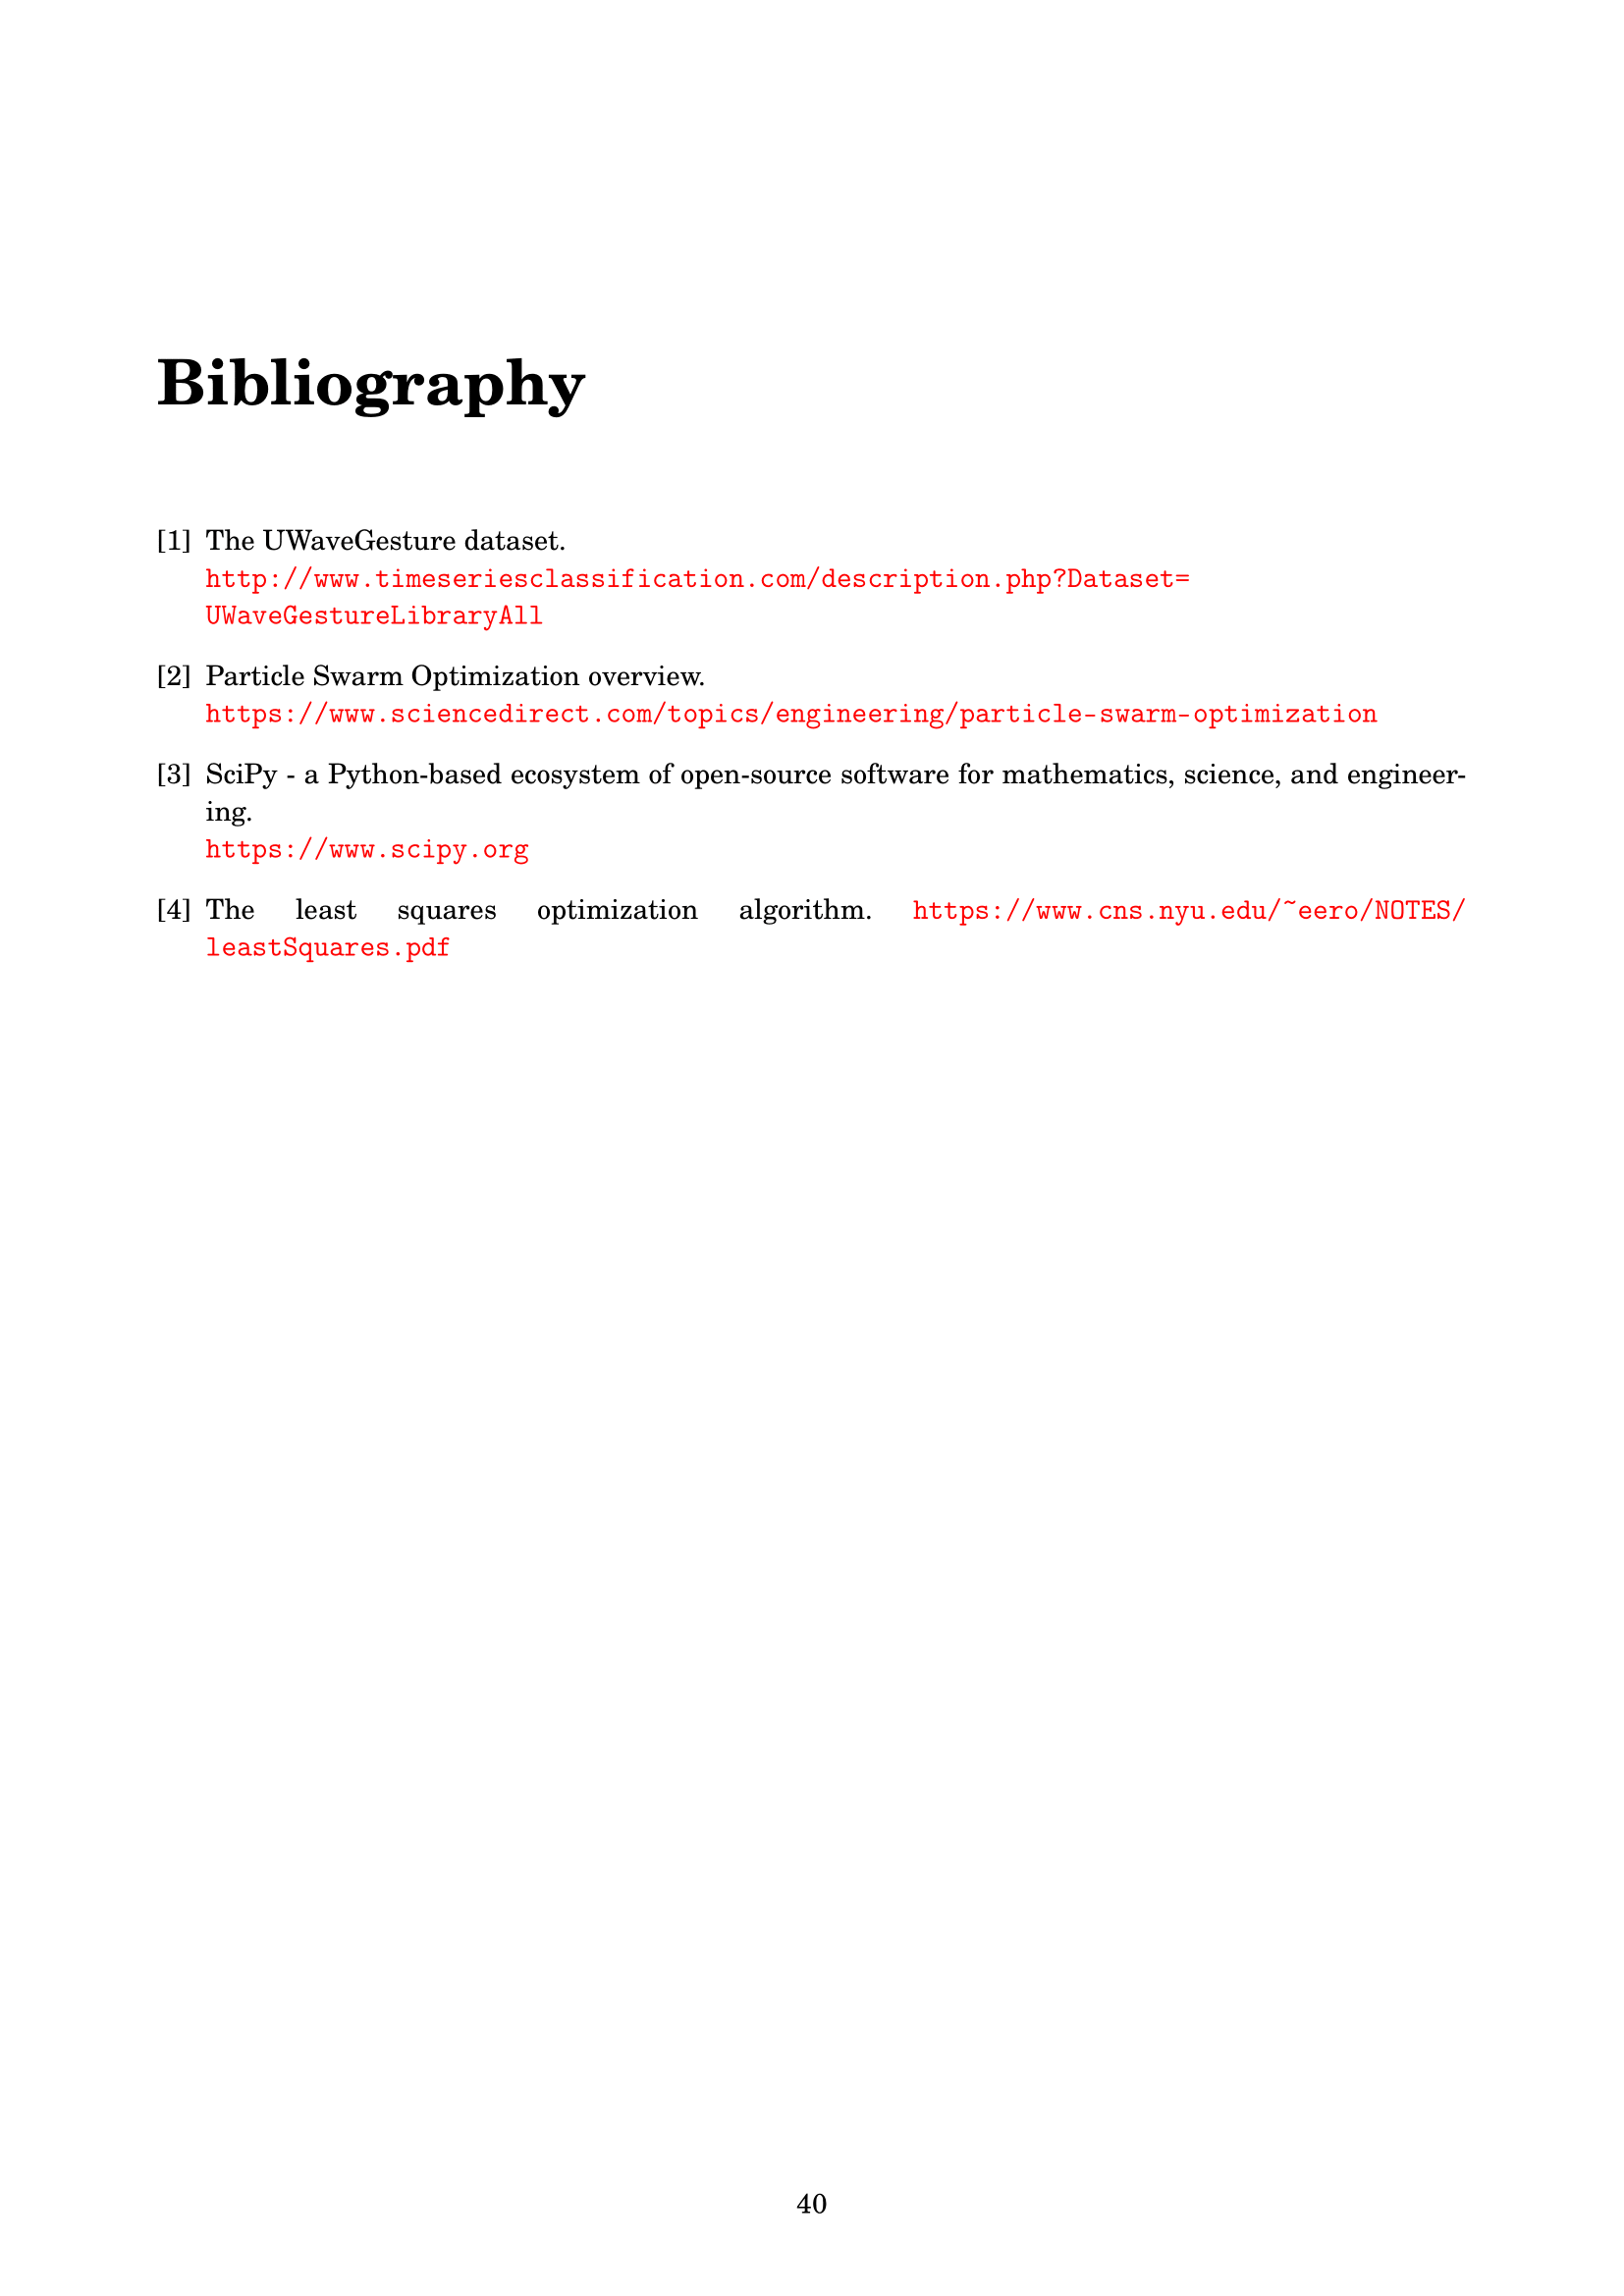 Bibliography
[1] The UWaveGesture dataset.
http://www.timeseriesclassification.com/description.php?Dataset=
UWaveGestureLibraryAll
[2] Particle Swarm Optimization overview.
https://www.sciencedirect.com/topics/engineering/particle-swarm-optimization
[3] SciPy - a Python-based ecosystem of open-source software for mathematics, science, and engineer-
ing.
https://www.scipy.org
[4] The least squares optimization algorithm. https://www.cns.nyu.edu/~eero/NOTES/
leastSquares.pdf
40